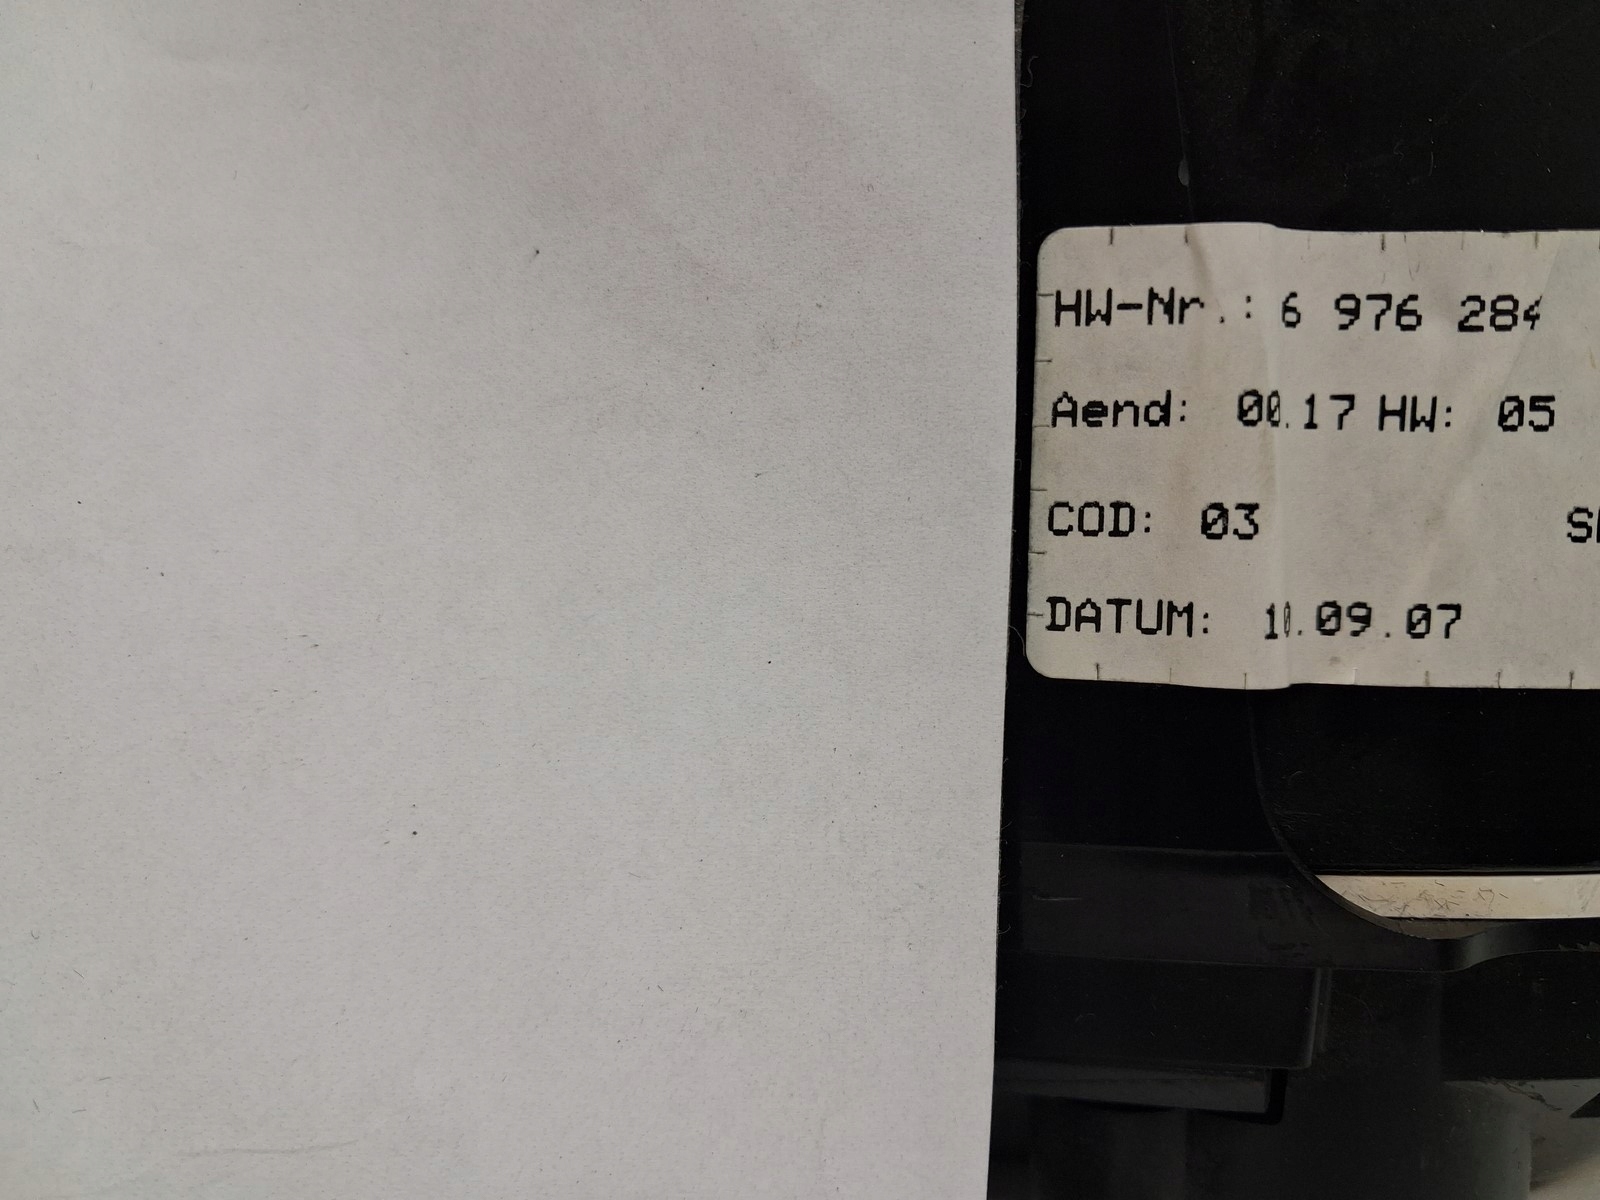 HW-Nr.: 6 976 284
Aend: 00.17 HW: 05
COD: 03
DATUM: 10.09.07